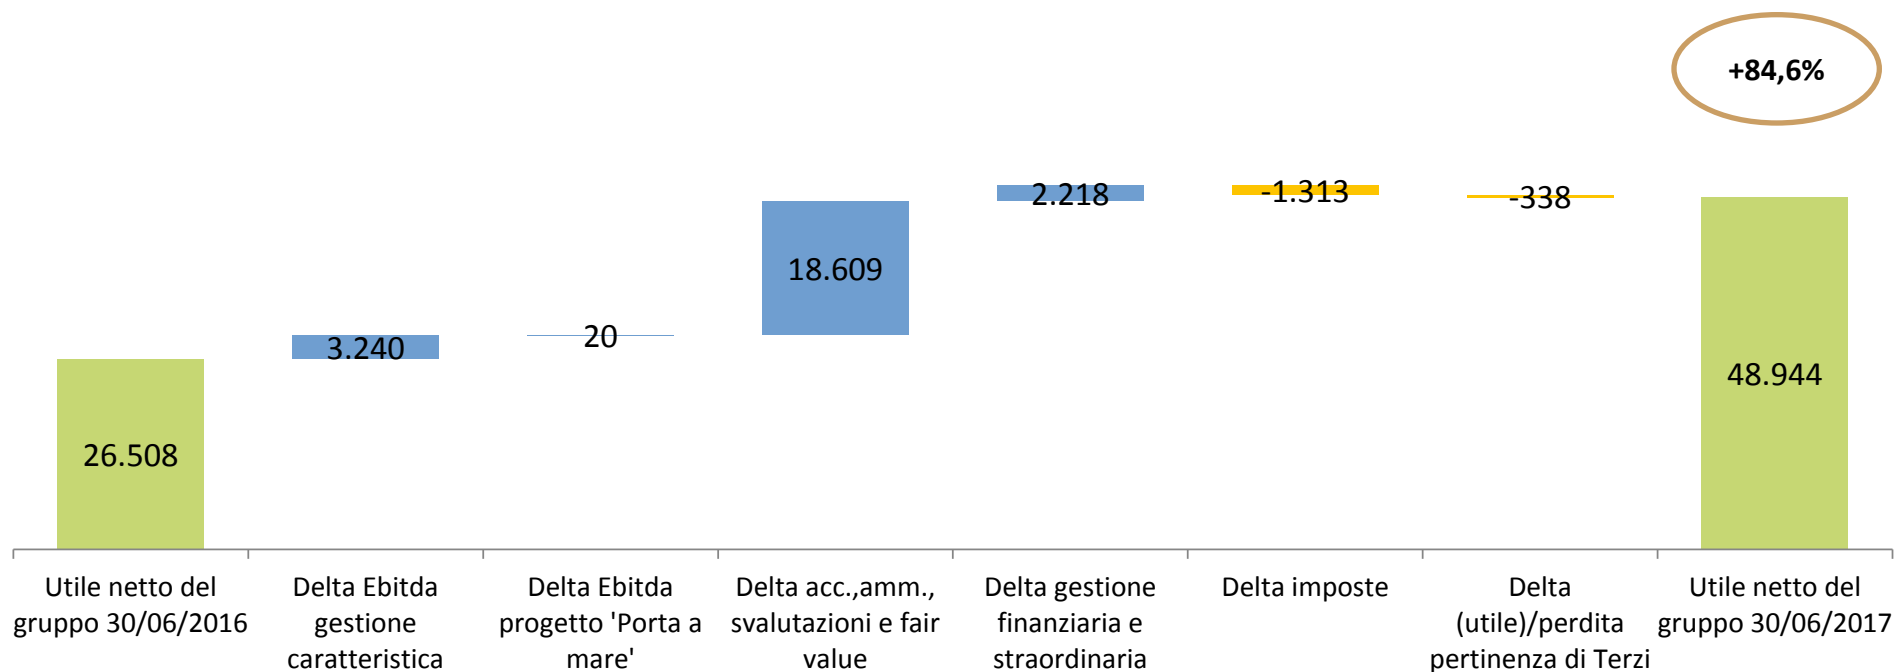 +84,6%
26.508
3.240
20
18.609
2.218
-1.313
-338
48.944
Utile netto del
gruppo 30/06/2016
Delta Ebitda
gestione
caratteristica
Delta Ebitda
progetto 'Porta a
mare'
Delta acc.,amm.,
svalutazioni e fair
value
Delta gestione
finanziaria e
straordinaria
Delta imposte
Delta
(utile)/perdita
pertinenza di Terzi
Utile netto del
gruppo 30/06/2017